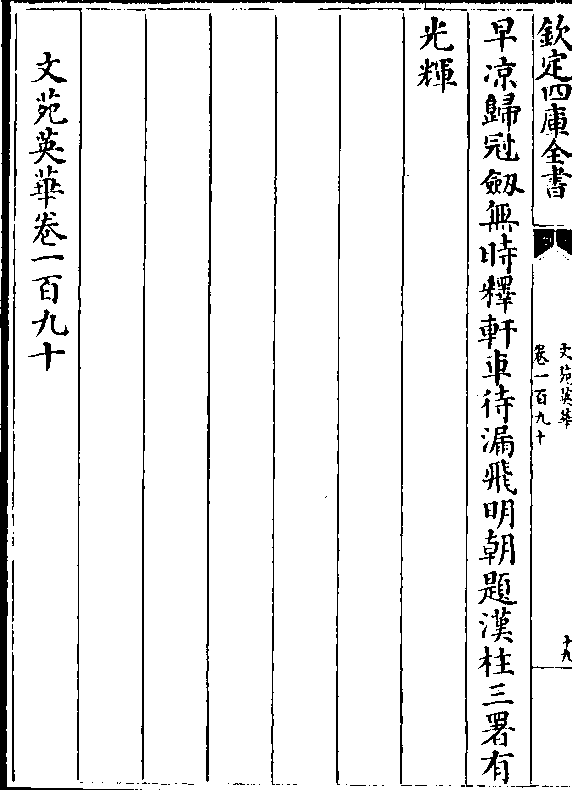 欽定四庫全書
文苑英華
卷一百九十
十九
早凉歸冠劔無時釋軒車待漏飛明朝題漢柱三署有
光輝
文苑英華卷一百九十